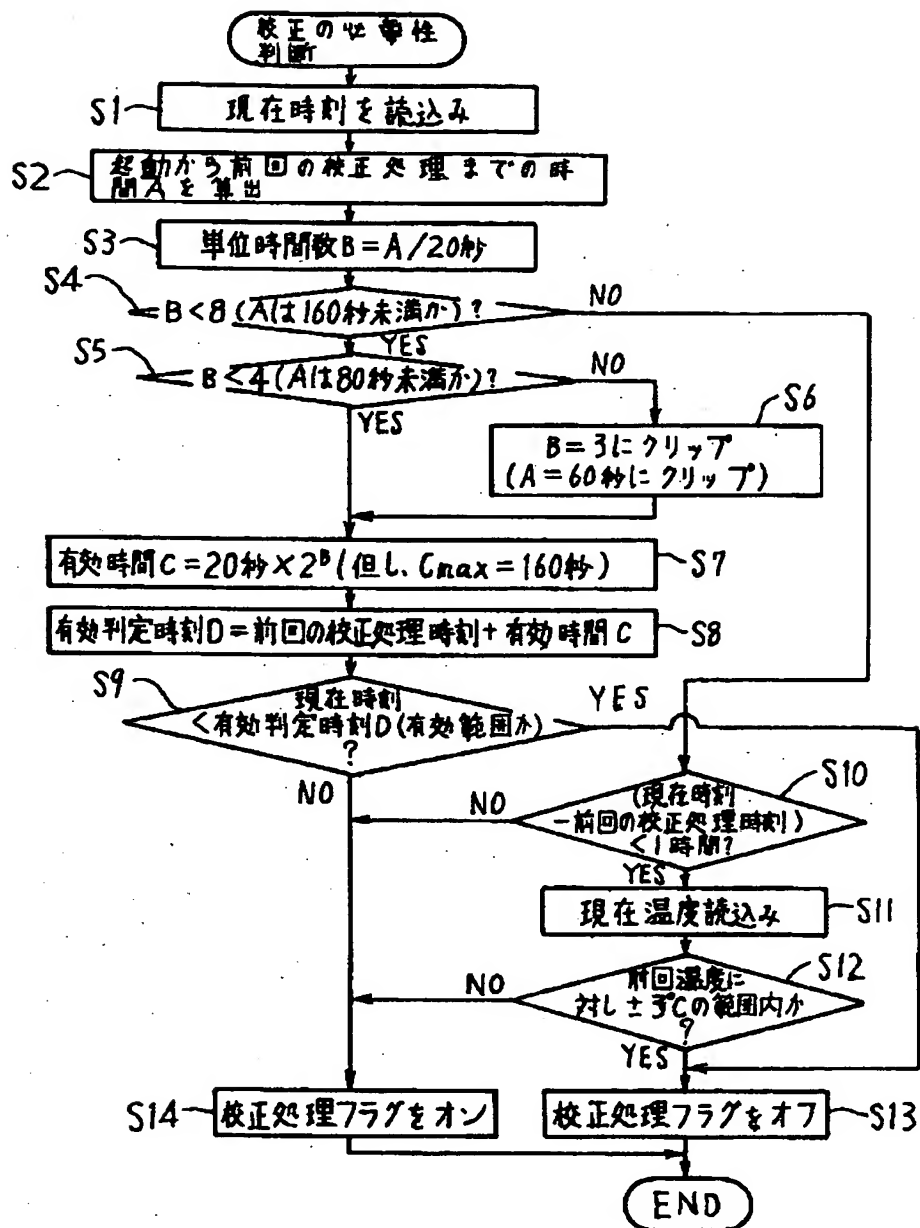 校正の必要性
判断
S1
現在時刻を読込み
S2
起動から前回の校正処理までの時
間Aを算出
S3
単位時間数B=A/20秒
S4
B<8(Aは160秒未満か)?
NO
YES
S5
B<4(Aは80秒未満か)?
NO
YES
S6
B=3にクリップ
(A=60秒にクリップ)
有効時間C=20秒×2ᴮ(但し、Cmax=160秒)
S7
有効判定時刻D=前回の校正処理時刻+有効時間C
S8
S9
現在時刻
<有効判定時刻D(有効範囲か)
?
YES
NO
S10
(現在時刻
-前回の校正処理時刻)
<1時間?
NO
YES
現在温度読込み
S11
S12
前回温度に
対し±3℃の範囲内か
?
NO
YES
S14
校正処理フラグをオン
校正処理フラグをオフ
S13
END